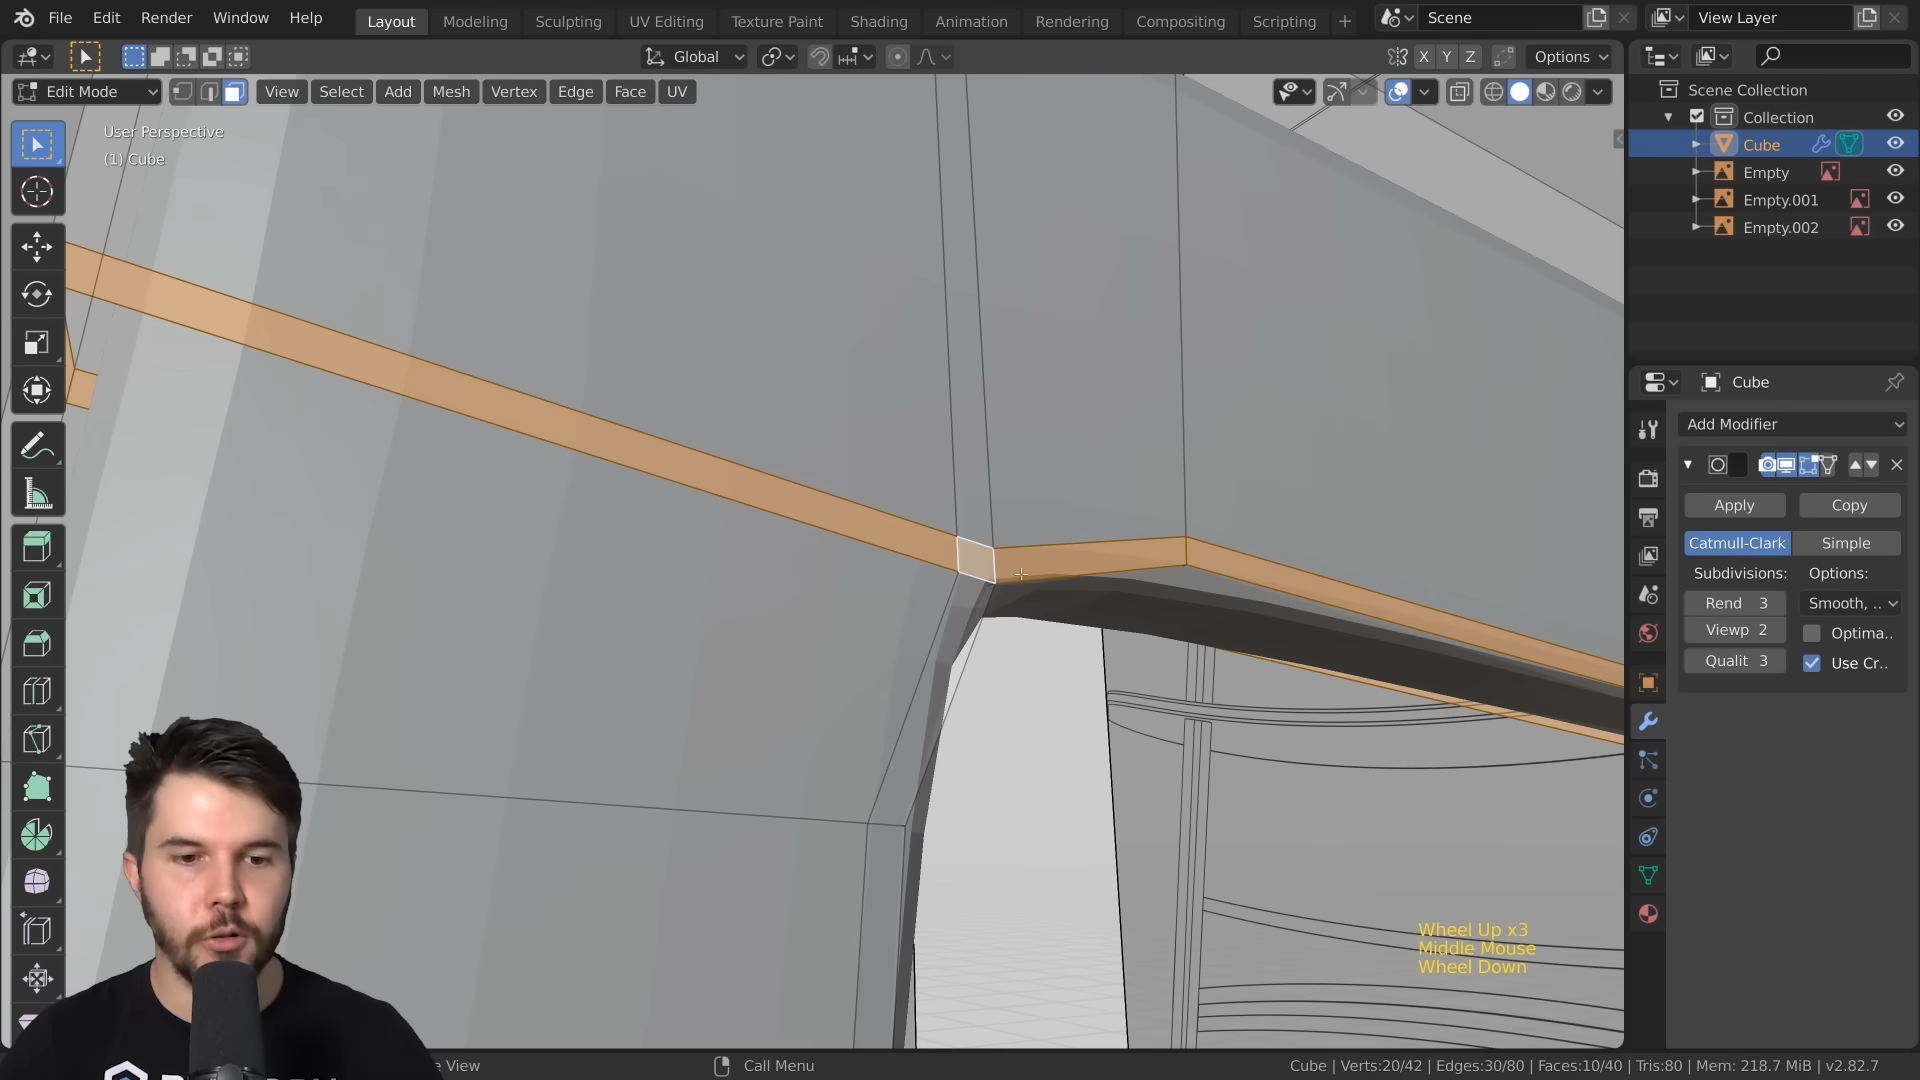 File Edit Render Window Help
Layout Modeling Sculpting UV Editing Texture Paint Shading Animation Rendering Compositing Scripting +
Scene
View Layer
Global
X Y Z
Options
Edit Mode
View Select Add Mesh Vertex Edge Face UV
User Perspective
(1) Cube
Scene Collection
Collection
Cube
Empty
Empty.001
Empty.002
Cube
Add Modifier
Apply Copy
Catmull-Clark Simple
Subdivisions: Options:
Rend 3 Smooth, ..
Viewp 2 Optima..
Qualit 3 Use Cr..
Wheel Up x3
Middle Mouse
Wheel Down
e View
Call Menu
Cube | Verts:20/42 | Edges:30/80 | Faces:10/40 | Tris:80 | Mem: 218.7 MiB | v2.82.7